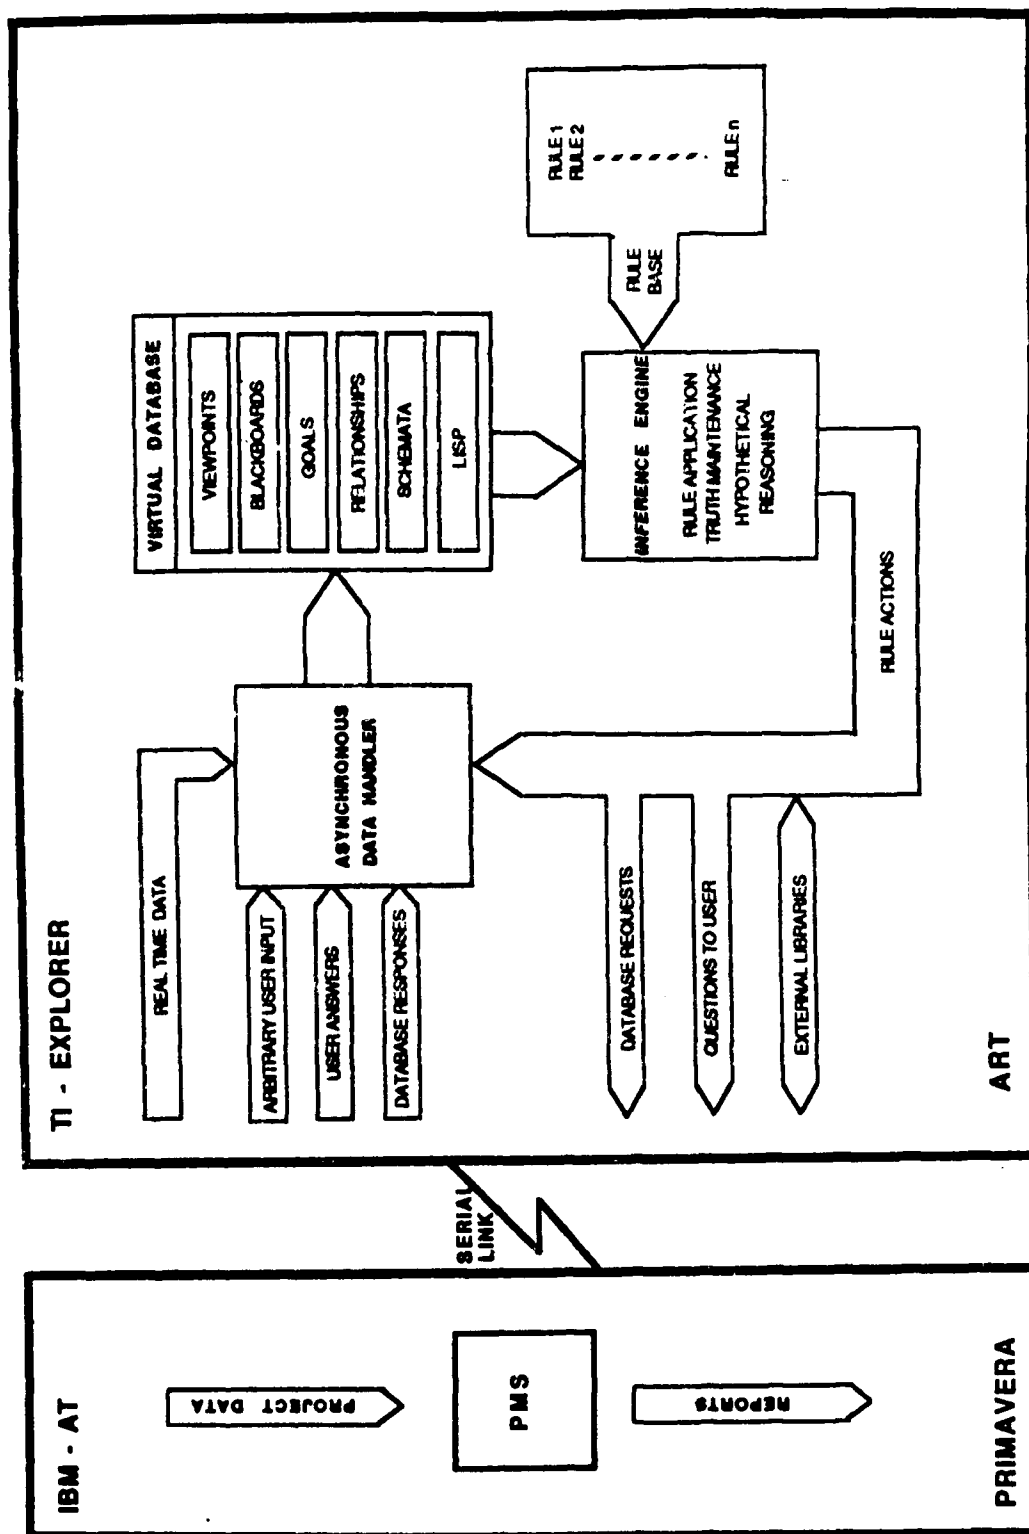 IBM - AT
PROJECT DATA
PMS
REPORTS
PRIMAVERA
SERIAL
LINK
TI - EXPLORER
REAL TIME DATA
ARBITRARY USER INPUT
USER ANSWERS
DATABASE RESPONSES
ASYNCHRONOUS
DATA HANDLER
VIRTUAL DATABASE
VIEWPOINTS
BLACKBOARDS
GOALS
RELATIONSHIPS
SCHEMATA
LISP
INFERENCE ENGINE
RULE APPLICATION
TRUTH MAINTENANCE
HYPOTHETICAL
REASONING
RULE
BASE
RULE 1
RULE 2
RULE n
RULE ACTIONS
DATABASE REQUESTS
QUESTIONS TO USER
EXTERNAL LIBRARIES
ART